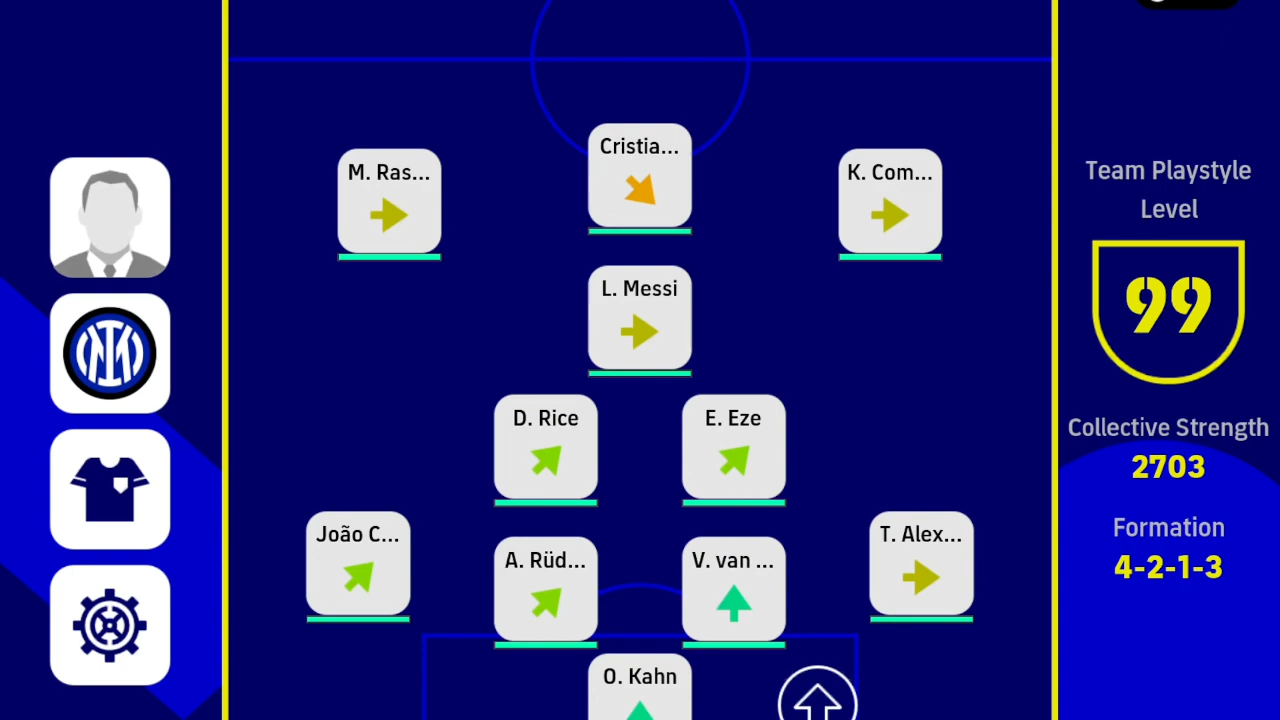 Cristia...
M. Ras...
K. Com...
L. Messi
D. Rice
E. Eze
João C...
T. Alex...
A. Rüd...
V. van ...
O. Kahn
Team Playstyle
Level
99
Collective Strength
2703
Formation
4-2-1-3